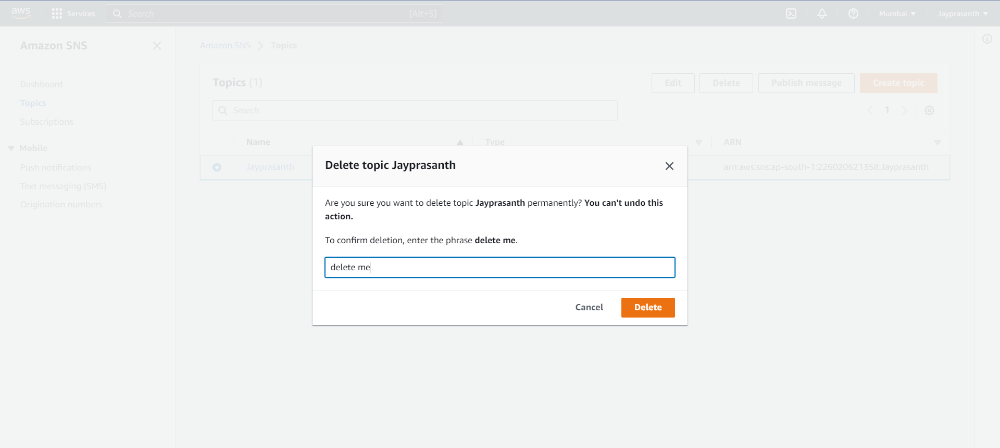 aws
Services
Search
[Alt+S]
Mumbai
Jayprasanth
Amazon SNS
Dashboard
Topics
Subscriptions
Mobile
Push notifications
Text messaging (SMS)
Origination numbers
Amazon SNS
Topics
Topics (1)
Edit
Delete
Publish message
Create topic
Search
1
Name
Type
ARN
Jayprasanth
arn:aws:sns:ap-south-1:226020621358:Jayprasanth
Delete topic Jayprasanth
Are you sure you want to delete topic Jayprasanth permanently? You can't undo this
action.
To confirm deletion, enter the phrase delete me.
delete me
Cancel
Delete